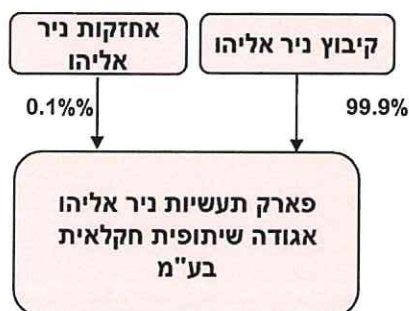 קיבוץ ניר אליהו
אחזקות ניר
אליהו
99.9%
0.1%%
פארק תעשיות ניר אליהו
אגודה שיתופית חקלאית
בע"מ